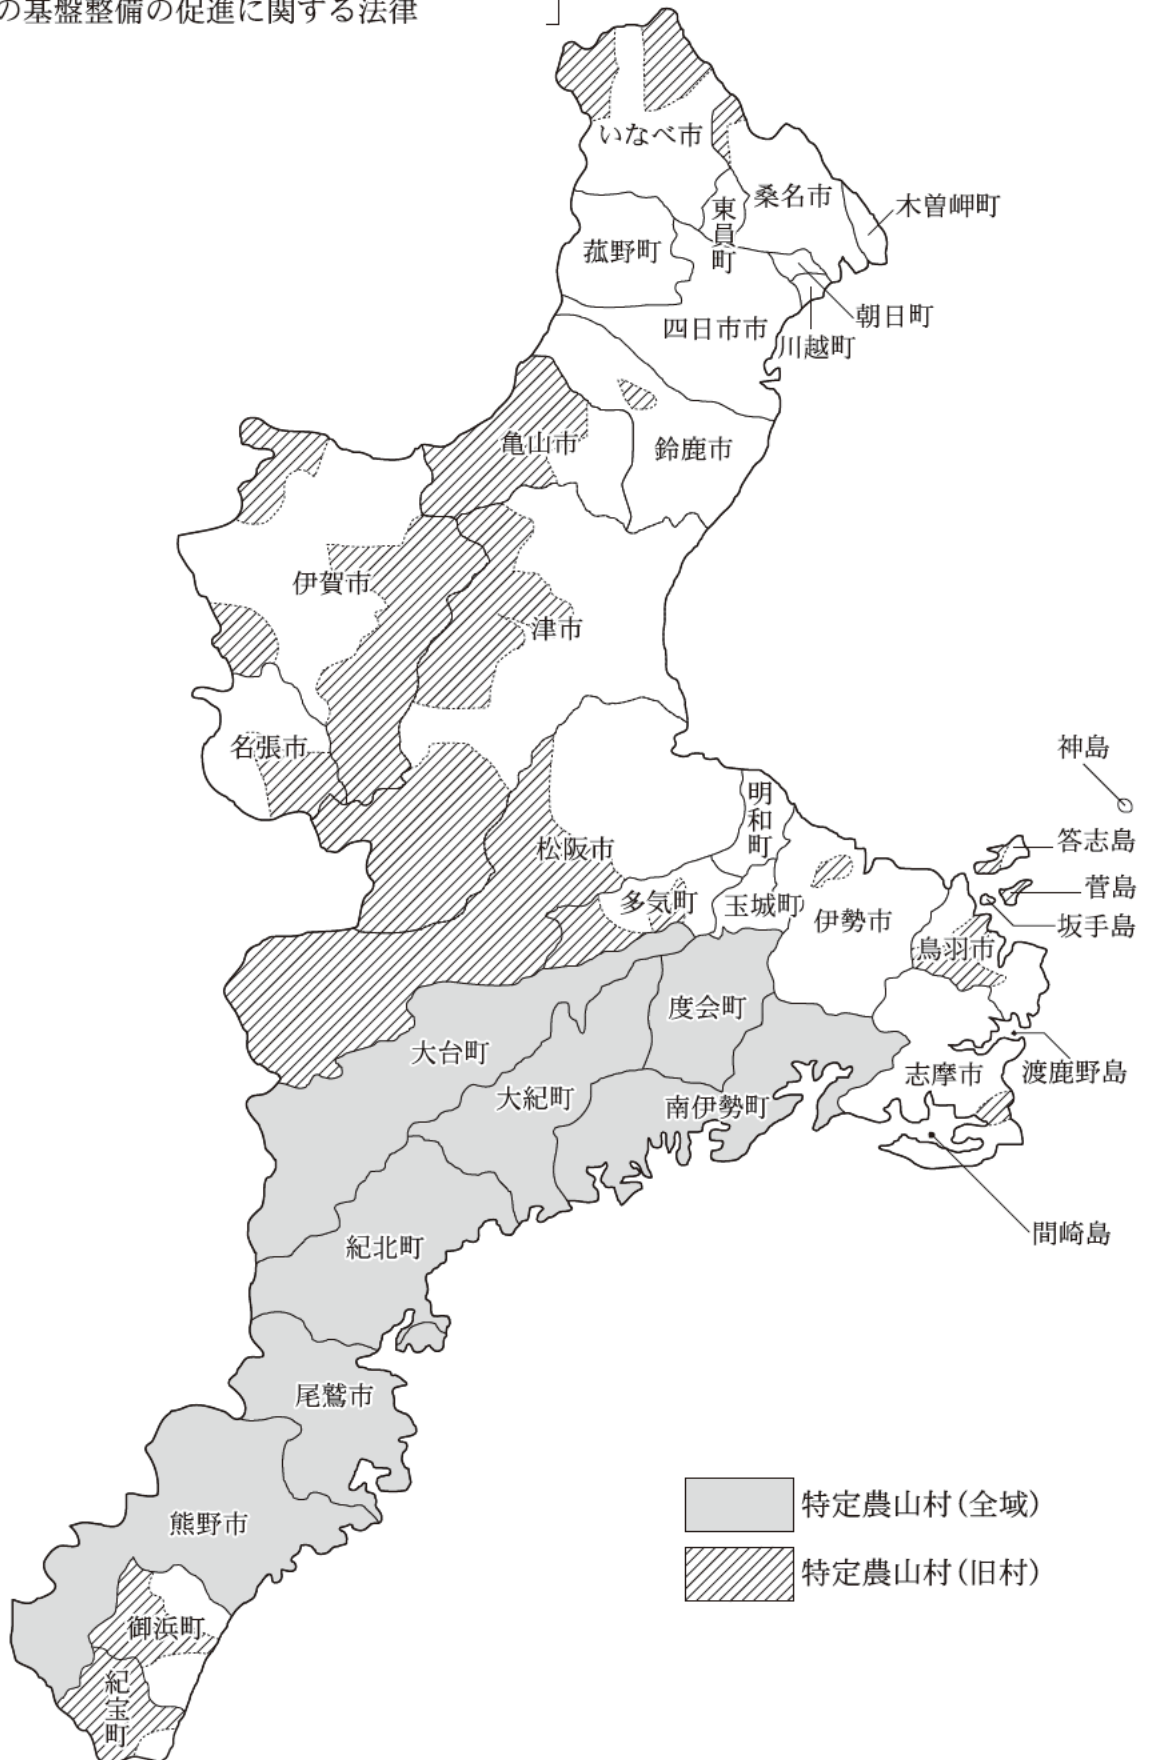 の基盤整備の促進に関する法律
いなべ市
桑名市
木曽岬町
東員町
菰野町
朝日町
四日市市
川越町
亀山市
鈴鹿市
伊賀市
津市
名張市
神島
明和町
答志島
松阪市
菅島
多気町
玉城町
伊勢市
坂手島
鳥羽市
度会町
大台町
志摩市
渡鹿野島
大紀町
南伊勢町
間崎島
紀北町
尾鷲市
特定農山村(全域)
熊野市
特定農山村(旧村)
御浜町
紀宝町